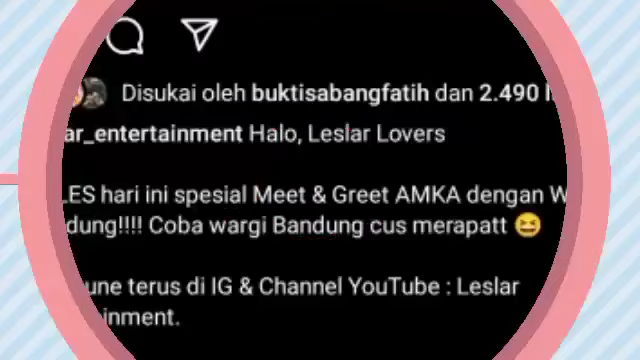 Disukai oleh buktisabangfatih dan 2.490
ar_entertainment Halo, Leslar Lovers
LES hari ini spesial Meet & Greet AMKA dengan W
dung!!!! Coba wargi Bandung cus merapatt 😆
une terus di IG & Channel YouTube : Leslar
inment.